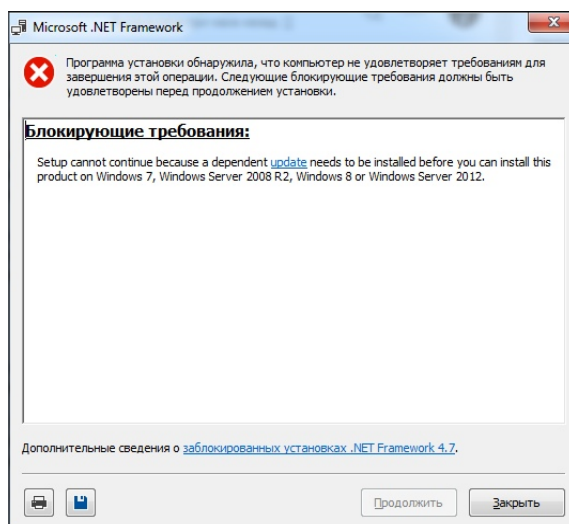 Microsoft .NET Framework
Программа установки обнаружила, что компьютер не удовлетворяет требованиям для
завершения этой операции. Следующие блокирующие требования должны быть
удовлетворены перед продолжением установки.
Блокирующие требования:
Setup cannot continue because a dependent update needs to be installed before you can install this
product on Windows 7, Windows Server 2008 R2, Windows 8 or Windows Server 2012.
Дополнительные сведения о заблокированных установках .NET Framework 4.7.
Продолжить Закрыть